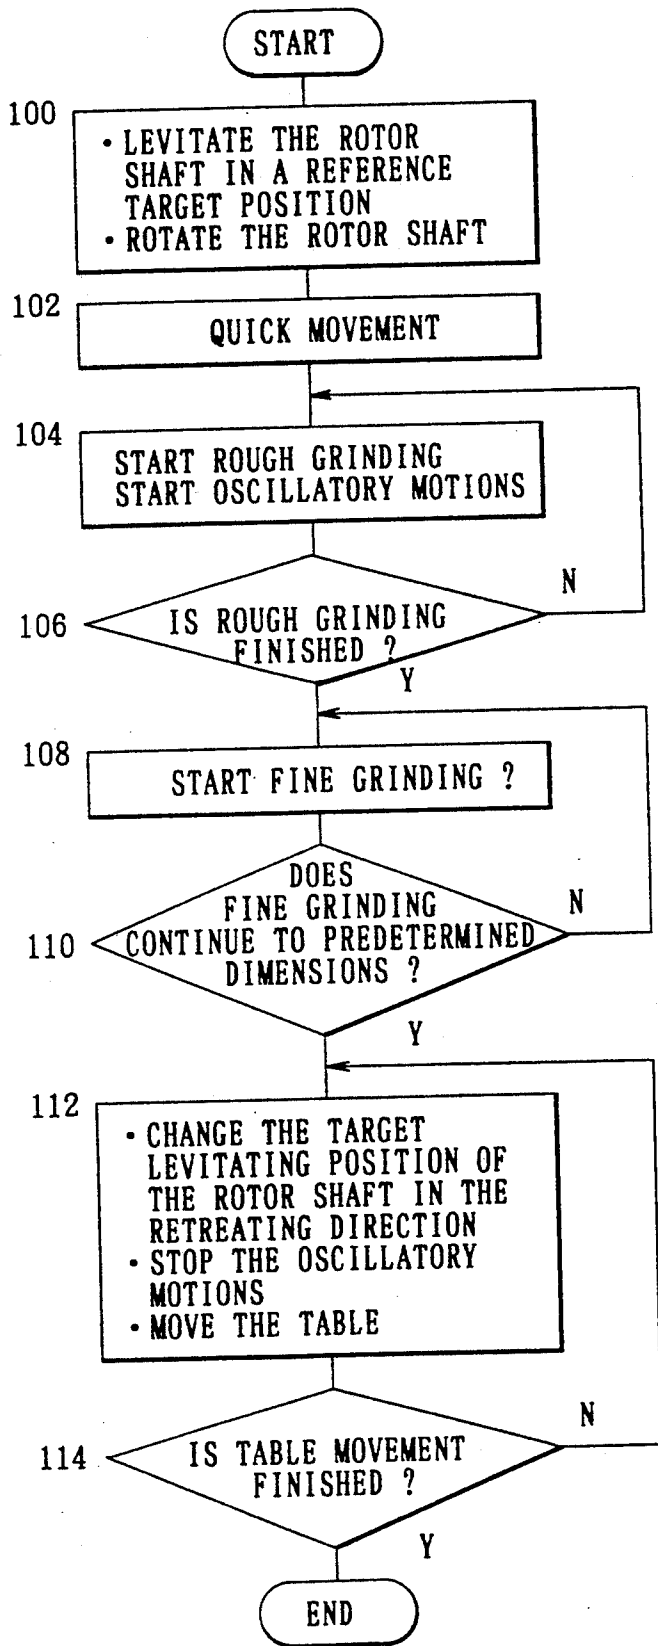 START
100
· LEVITATE THE ROTOR
SHAFT IN A REFERENCE
TARGET POSITION
· ROTATE THE ROTOR SHAFT
102
QUICK MOVEMENT
104
START ROUGH GRINDING
START OSCILLATORY MOTIONS
N
106
IS ROUGH GRINDING
FINISHED ?
Y
108
START FINE GRINDING ?
DOES
FINE GRINDING
N
110
CONTINUE TO PREDETERMINED
DIMENSIONS ?
Y
112
· CHANGE THE TARGET
LEVITATING POSITION OF
THE ROTOR SHAFT IN THE
RETREATING DIRECTION
· STOP THE OSCILLATORY
MOTIONS
· MOVE THE TABLE
N
114
IS TABLE MOVEMENT
FINISHED ?
Y
END